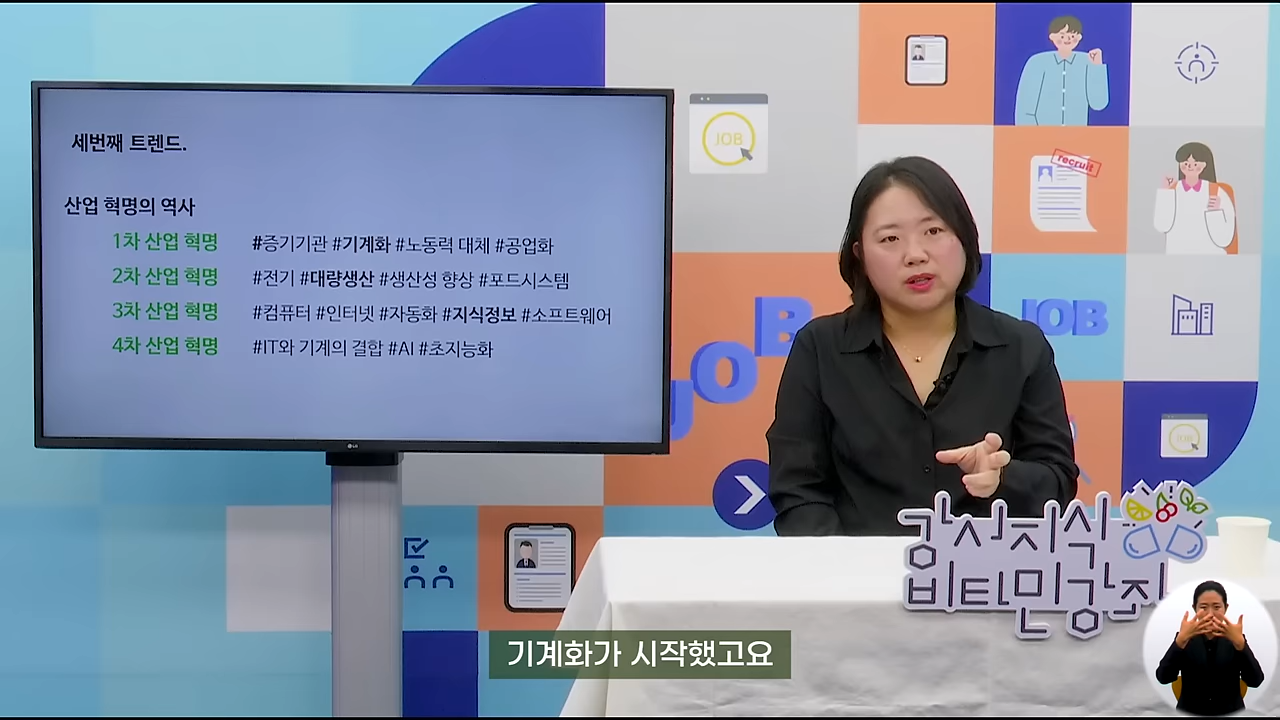 세번째 트렌드.
산업 혁명의 역사
1차 산업 혁명 #증기기관 #기계화 #노동력 대체 #공업화
2차 산업 혁명 #전기 #대량생산 #생산성 향상 #포드시스템
3차 산업 혁명 #컴퓨터 #인터넷 #자동화 #지식정보 #소프트웨어
4차 산업 혁명 #IT와 기계의 결합 #AI #초지능화
LG
JOB
recruit
JOB
JOB
JOB
강사지식
비타민강좌
기계화가 시작했고요